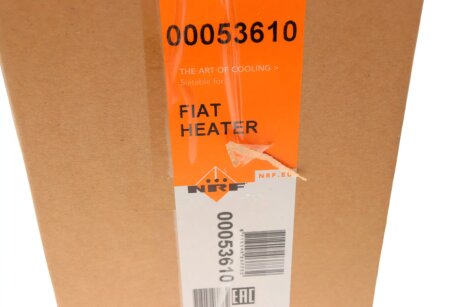 00053610
THE ART OF COOLING >
Suitable for
FIAT
HEATER
NRF.EU
NRF
00053610
EAC